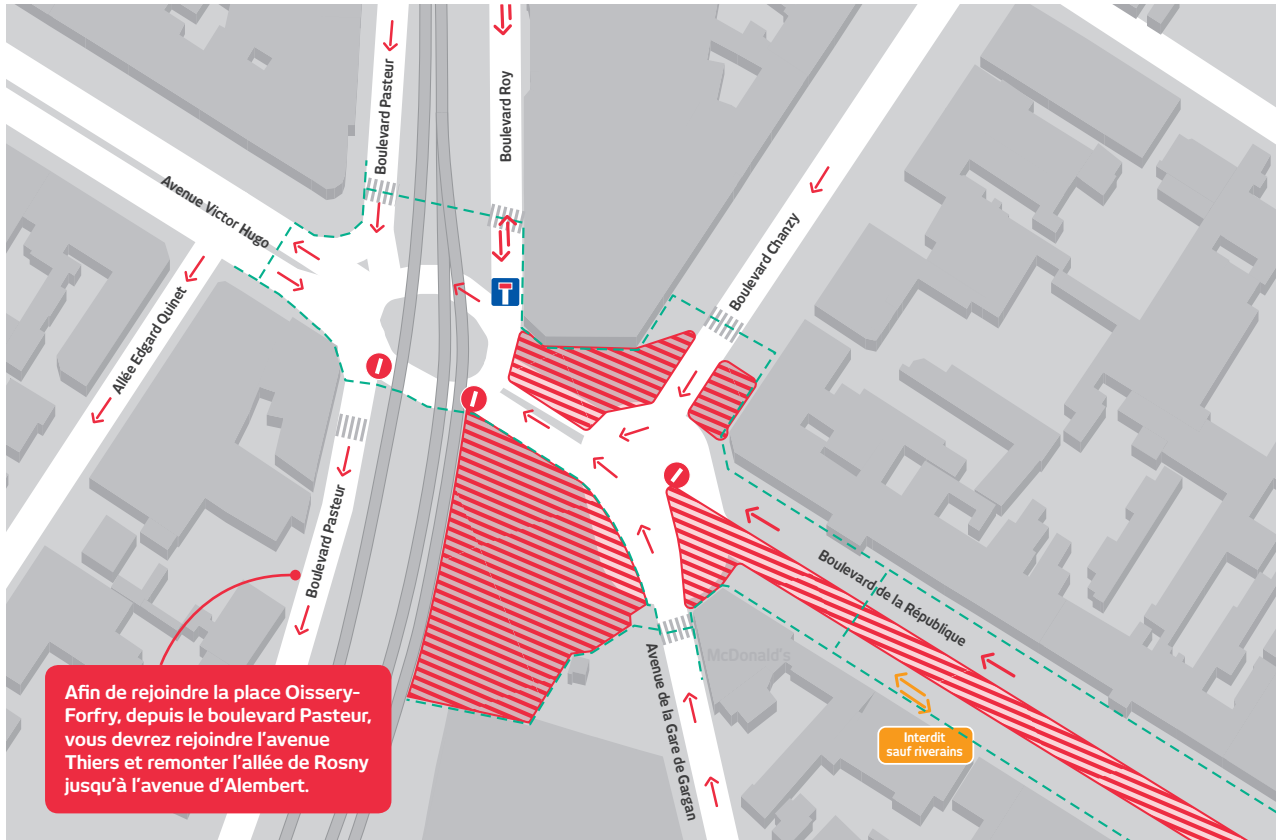 Boulevard Pasteur
Boulevard Roy
Avenue Victor Hugo
Boulevard Chanzy
Allée Edgard Quinet
Boulevard Pasteur
Boulevard de la République
McDonald's
Avenue de la Gare de Gargan
Interdit
sauf riverains
Afin de rejoindre la place Oissery-
Forfry, depuis le boulevard Pasteur,
vous devrez rejoindre l'avenue
Thiers et remonter l'allée de Rosny
jusqu'à l'avenue d'Alembert.